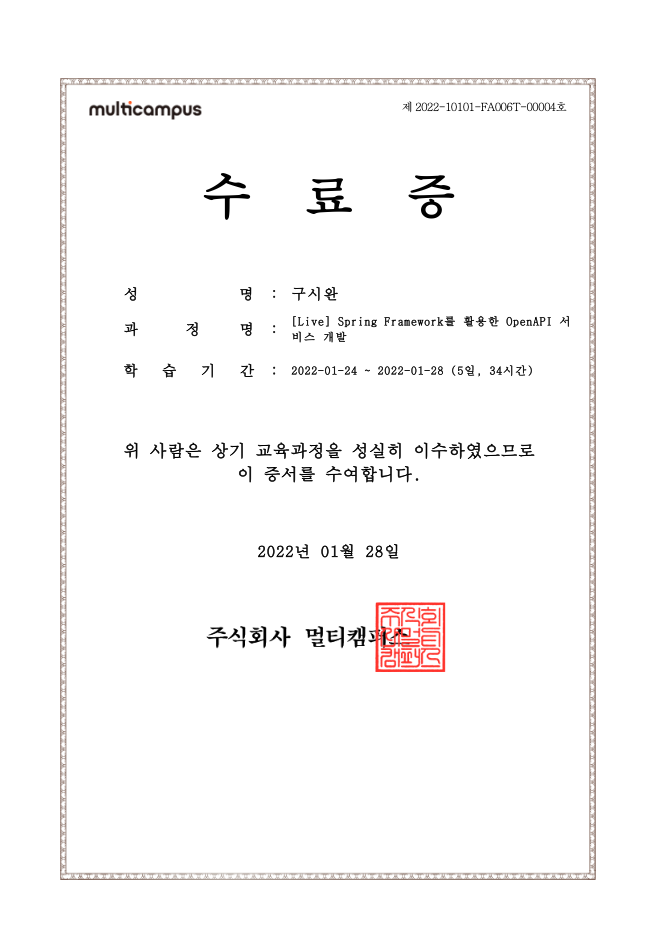 multicampus
제 2022-10101-FA006T-00004호
수 료 증
성 명 : 구시완
과 정 명 : [Live] Spring Framework를 활용한 OpenAPI 서
비스 개발
학 습 기 간 : 2022-01-24 ~ 2022-01-28 (5일, 34시간)
위 사람은 상기 교육과정을 성실히 이수하였으므로
이 증서를 수여합니다.
2022년 01월 28일
주식회사 멀티캠퍼스